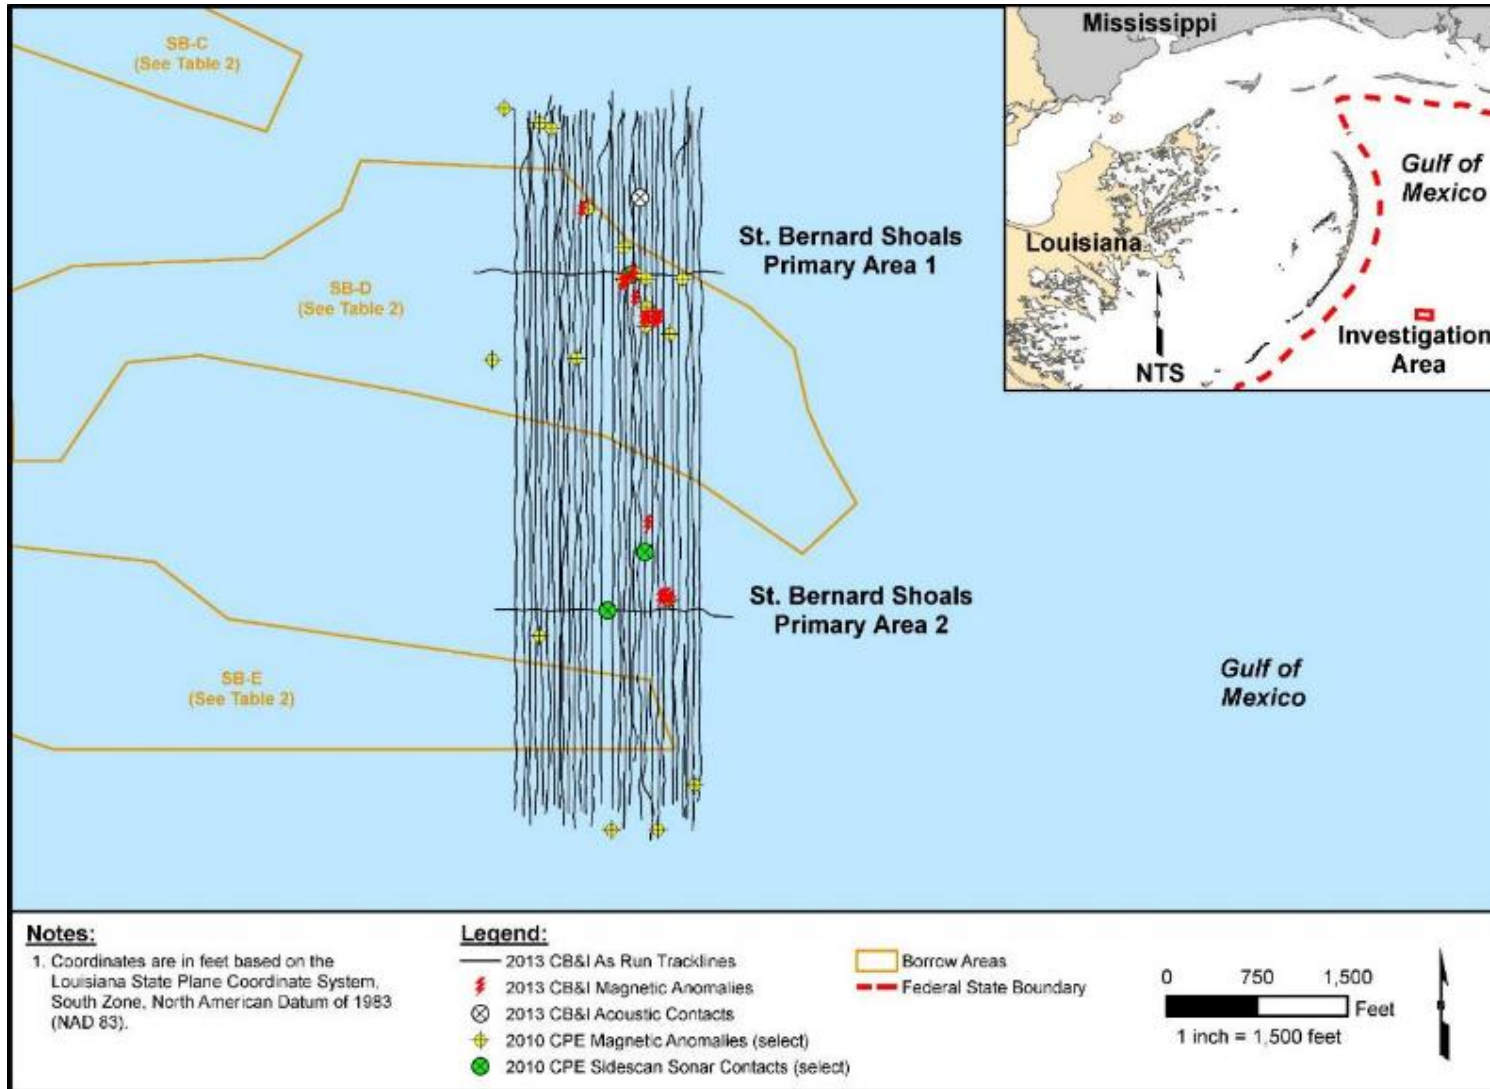 SB-C
(See Table 2)
Mississippi
Gulf of
Mexico
Louisiana
Investigation
Area
NTS
St. Bernard Shoals
Primary Area 1
SB-D
(See Table 2)
St. Bernard Shoals
Primary Area 2
SB-E
(See Table 2)
Gulf of
Mexico
Notes:
1. Coordinates are in feet based on the
Louisiana State Plane Coordinate System,
South Zone, North American Datum of 1983
(NAD 83).
Legend:
2013 CB&I As Run Tracklines
2013 CB&I Magnetic Anomalies
2013 CB&I Acoustic Contacts
2010 CPE Magnetic Anomalies (select)
2010 CPE Sidescan Sonar Contacts (select)
Borrow Areas
Federal State Boundary
0 750 1,500
Feet
1 inch = 1,500 feet